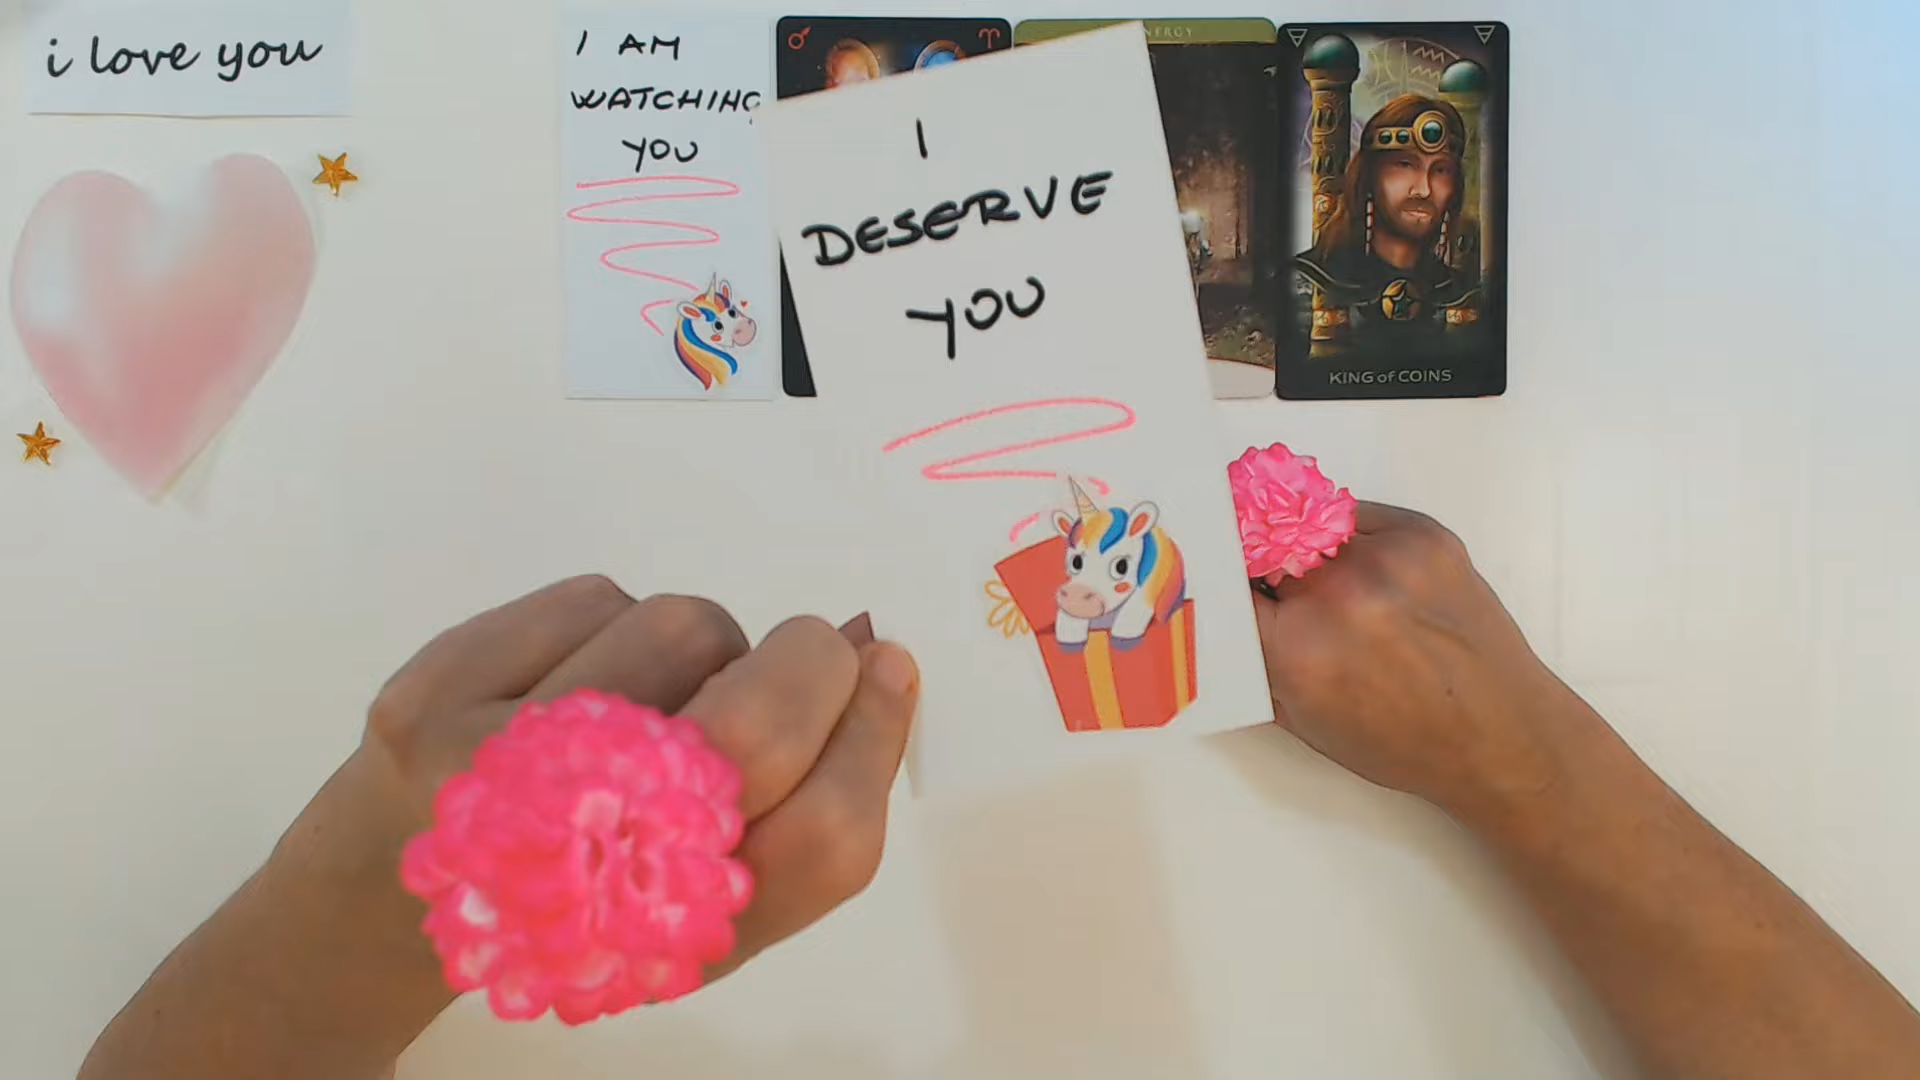 i love you
I AM
WATCHING
YOU
I
DESERVE
YOU
KING of COINS